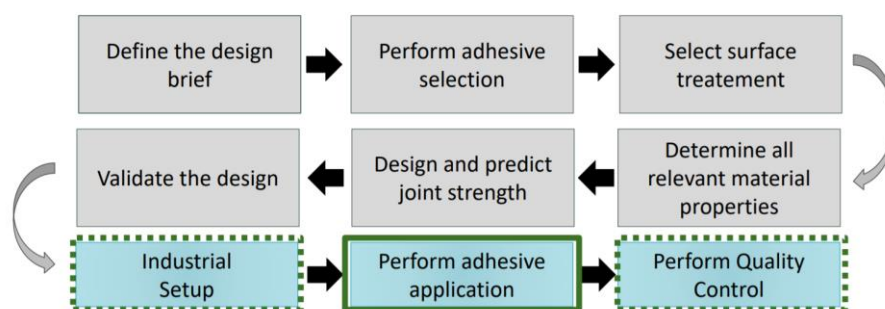 Define the design
brief
Perform adhesive
selection
Select surface
treatement
Determine all
relevant material
properties
Design and predict
joint strength
Validate the design
Industrial
Setup
Perform adhesive
application
Perform Quality
Control